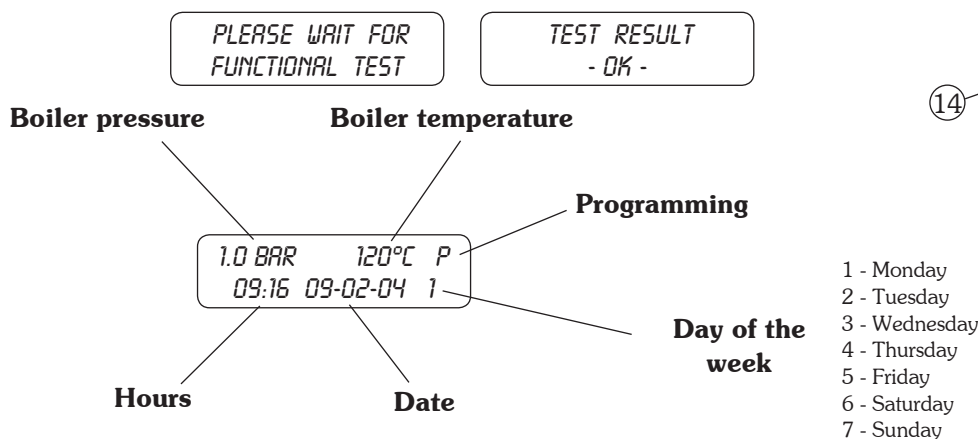 PLEASE WAIT FOR
FUNCTIONAL TEST
TEST RESULT
- OK -
14
Boiler pressure
Boiler temperature
Programming
1.0 BAR 120°C P
09:16 09-02-04 1
Day of the
week
Hours
Date
1 - Monday
2 - Tuesday
3 - Wednesday
4 - Thursday
5 - Friday
6 - Saturday
7 - Sunday